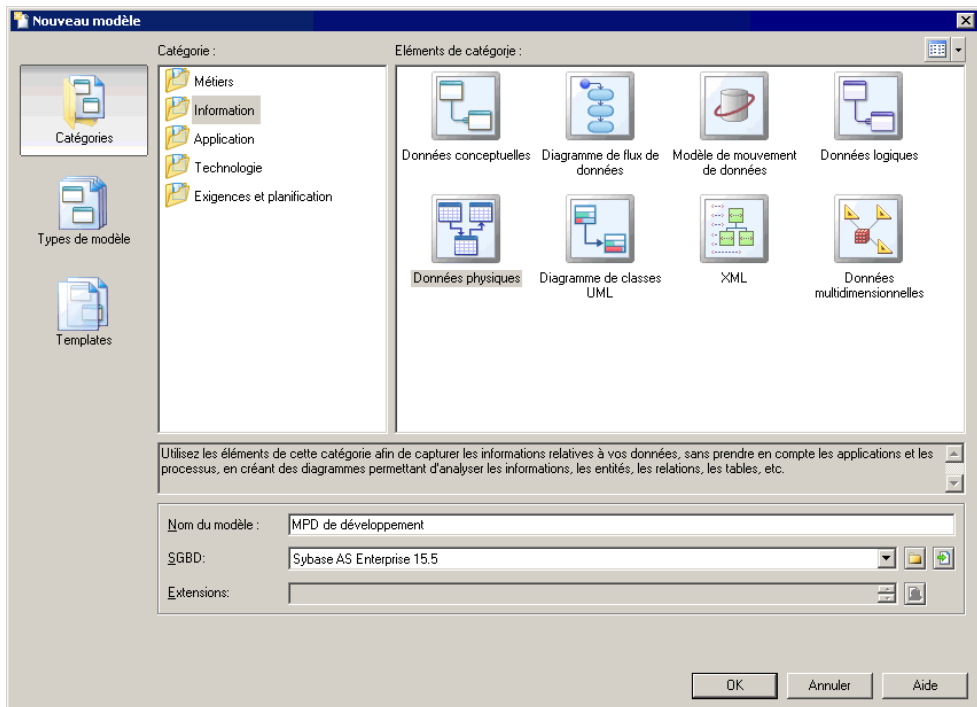 Nouveau modèle
Catégorie :
Eléments de catégorie :
Catégories
Types de modèle
Templates
Métiers
Information
Application
Technologie
Exigences et planification
Données conceptuelles
Diagramme de flux de
données
Modèle de mouvement
de données
Données logiques
Données physiques
Diagramme de classes
UML
XML
Données
multidimensionnelles
Utilisez les éléments de cette catégorie afin de capturer les informations relatives à vos données, sans prendre en compte les applications et les
processus, en créant des diagrammes permettant d'analyser les informations, les entités, les relations, les tables, etc.
Nom du modèle :
MPD de développement
SGBD:
Sybase AS Enterprise 15.5
Extensions:
OK
Annuler
Aide